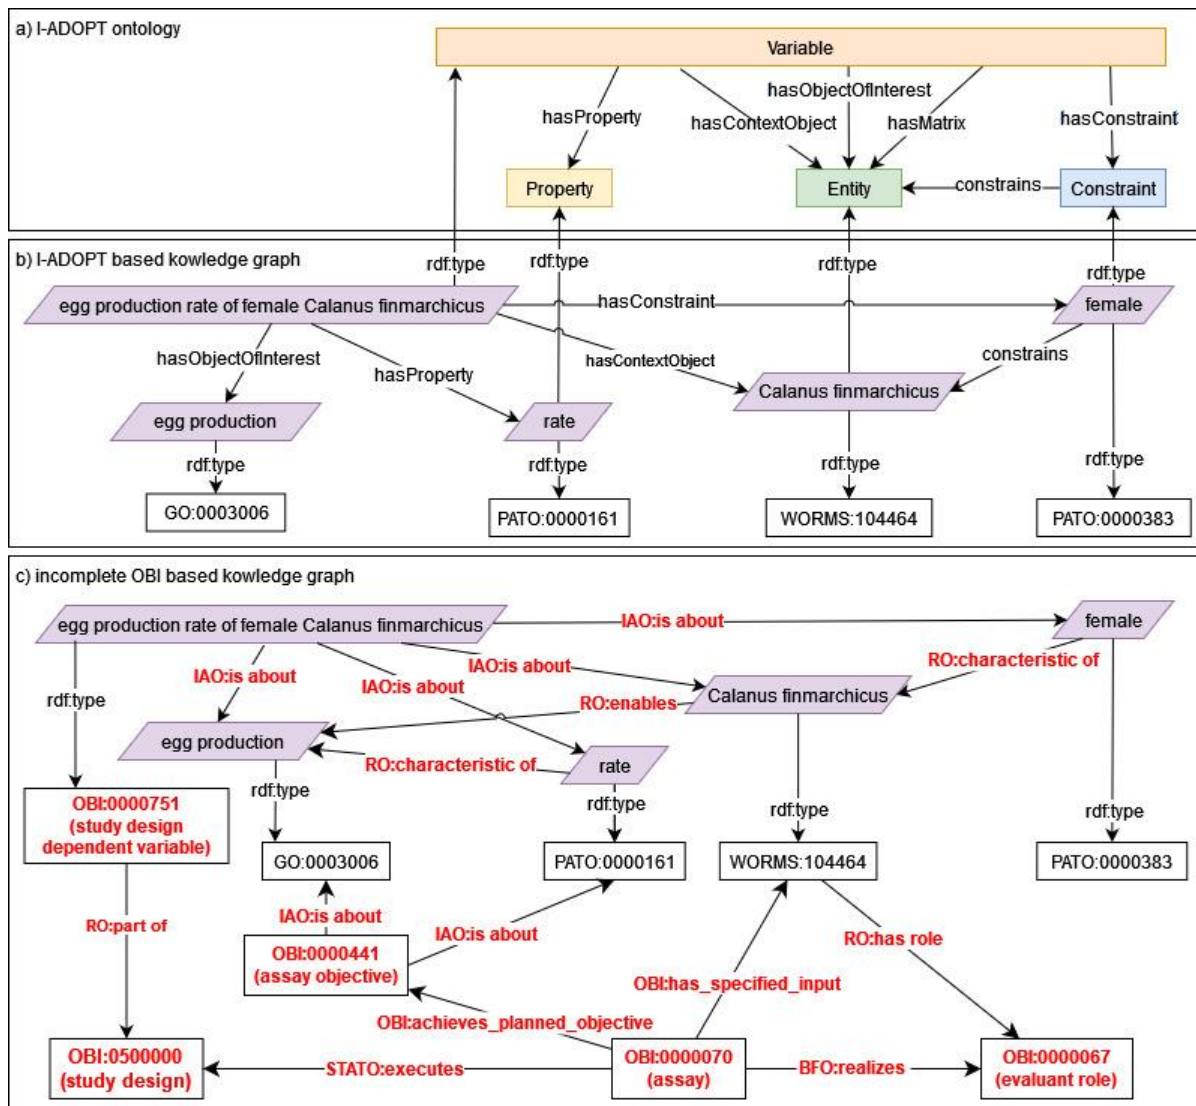 a) I-ADOPT ontology
Variable
hasObjectOfInterest
hasProperty
hasContextObject
hasMatrix
hasConstraint
Property
Entity
constrains
Constraint
b) I-ADOPT based kowledge graph
rdf:type
rdf:type
rdf:type
rdf:type
egg production rate of female Calanus finmarchicus
hasConstraint
female
hasObjectOfInterest
hasProperty
hasContextObject
constrains
Calanus finmarchicus
egg production
rate
rdf:type
rdf:type
rdf:type
rdf:type
GO:0003006
PATO:0000161
WORMS:104464
PATO:0000383
c) incomplete OBI based kowledge graph
egg production rate of female Calanus finmarchicus
IAO:is about
female
IAO:is about
IAO:is about
IAO:is about
RO:characteristic of
rdf:type
Calanus finmarchicus
RO:enables
egg production
RO:characteristic of
rate
rdf:type
rdf:type
rdf:type
rdf:type
OBI:0000751
(study design
dependent variable)
GO:0003006
PATO:0000161
WORMS:104464
PATO:0000383
RO:part of
IAO:is about
IAO:is about
OBI:0000441
(assay objective)
RO:has role
OBI:has_specified_input
OBI:achieves_planned_objective
OBI:0500000
(study design)
STATO:executes
OBI:0000070
(assay)
BFO:realizes
OBI:0000067
(evaluant role)